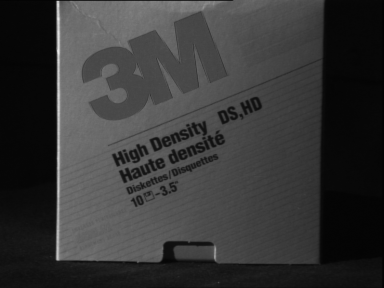 3M
High Density DS,HD
Haute densité
Diskettes/Disquettes
10 -3.5"